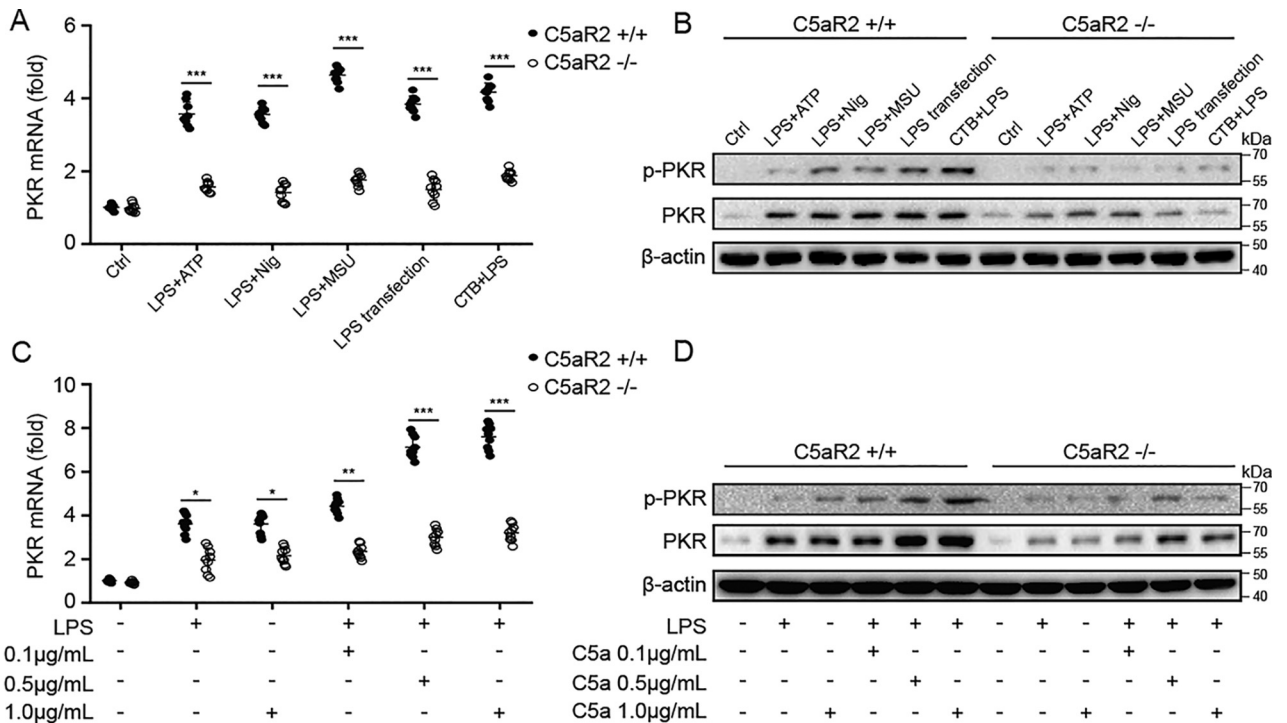 A
PKR mRNA (fold)
6
4
2
0
***
***
***
***
***
C5aR2 +/+
C5aR2 -/-
Ctrl
LPS+ATP
LPS+Nig
LPS+MSU
LPS transfection
CTB+LPS
B
C5aR2 +/+ C5aR2 -/-
Ctrl LPS+ATP LPS+Nig LPS+MSU LPS transfection CTB+LPS Ctrl LPS+ATP LPS+Nig LPS+MSU LPS transfection CTB+LPS
kDa
p-PKR 70
55
PKR 70
55
β-actin 50
40
C
PKR mRNA (fold)
10
8
6
4
2
0
*
*
**
***
***
C5aR2 +/+
C5aR2 -/-
LPS - + - + + +
0.1µg/mL - - - + - -
0.5µg/mL - - - - + -
1.0µg/mL - - + - - +
D
C5aR2 +/+ C5aR2 -/-
kDa
p-PKR 70
55
PKR 70
55
β-actin 50
40
LPS - + - + + + - + - + + +
C5a 0.1µg/mL - - - + - - - - - + - -
C5a 0.5µg/mL - - - - + - - - - - + -
C5a 1.0µg/mL - - + - - + - - + - - +